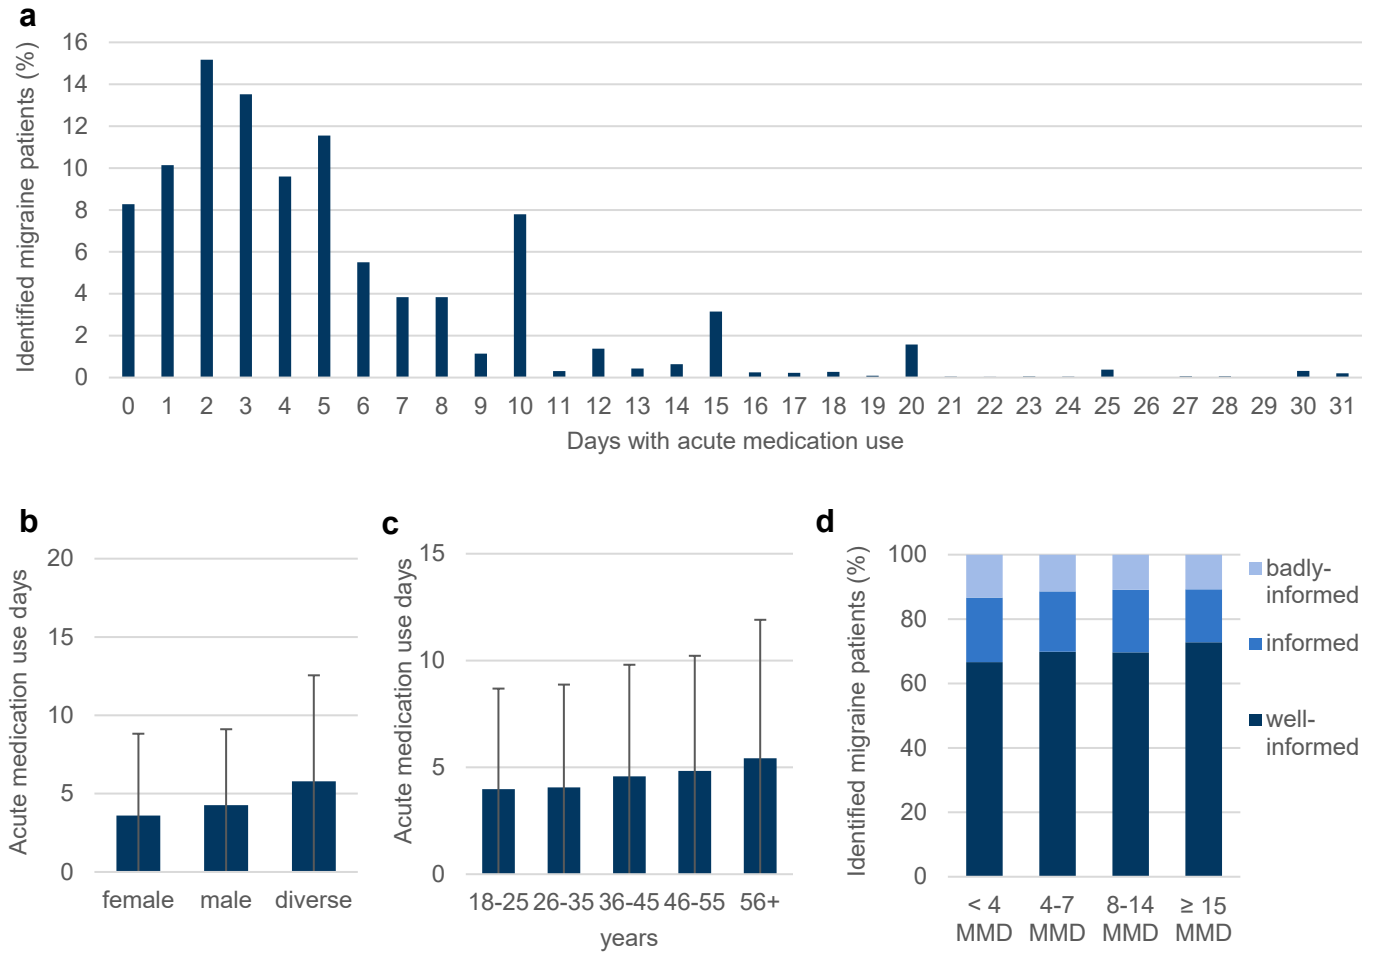 a
Identified migraine patients (%)
16
14
12
10
8
6
4
2
0
0 1 2 3 4 5 6 7 8 9 10 11 12 13 14 15 16 17 18 19 20 21 22 23 24 25 26 27 28 29 30 31
Days with acute medication use
b
Acute medication use days
20
15
10
5
0
female male diverse
c
Acute medication use days
15
10
5
0
18-25 26-35 36-45 46-55 56+
years
d
Identified migraine patients (%)
100
80
60
40
20
0
< 4 4-7 8-14 ≥ 15
MMD MMD MMD MMD
badly-
informed
informed
well-
informed